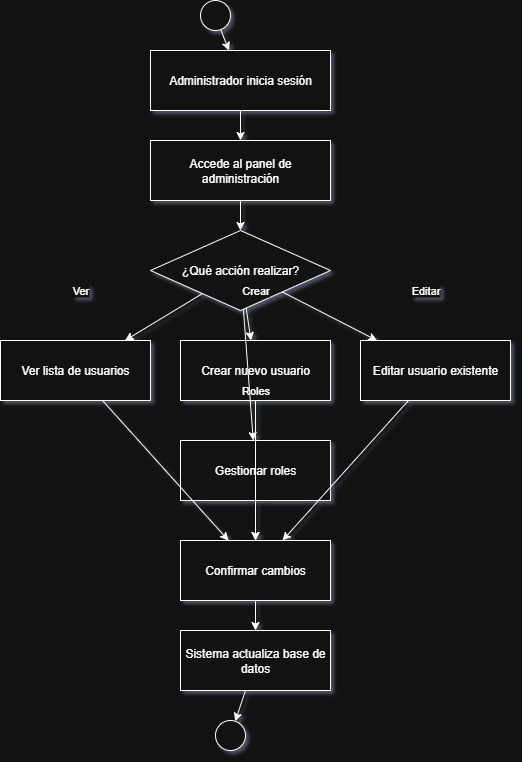 Administrador inicia sesión
Accede al panel de
administración
¿Qué acción realizar?
Ver
Crear
Editar
Ver lista de usuarios
Crear nuevo usuario
Editar usuario existente
Roles
Gestionar roles
Confirmar cambios
Sistema actualiza base de
datos